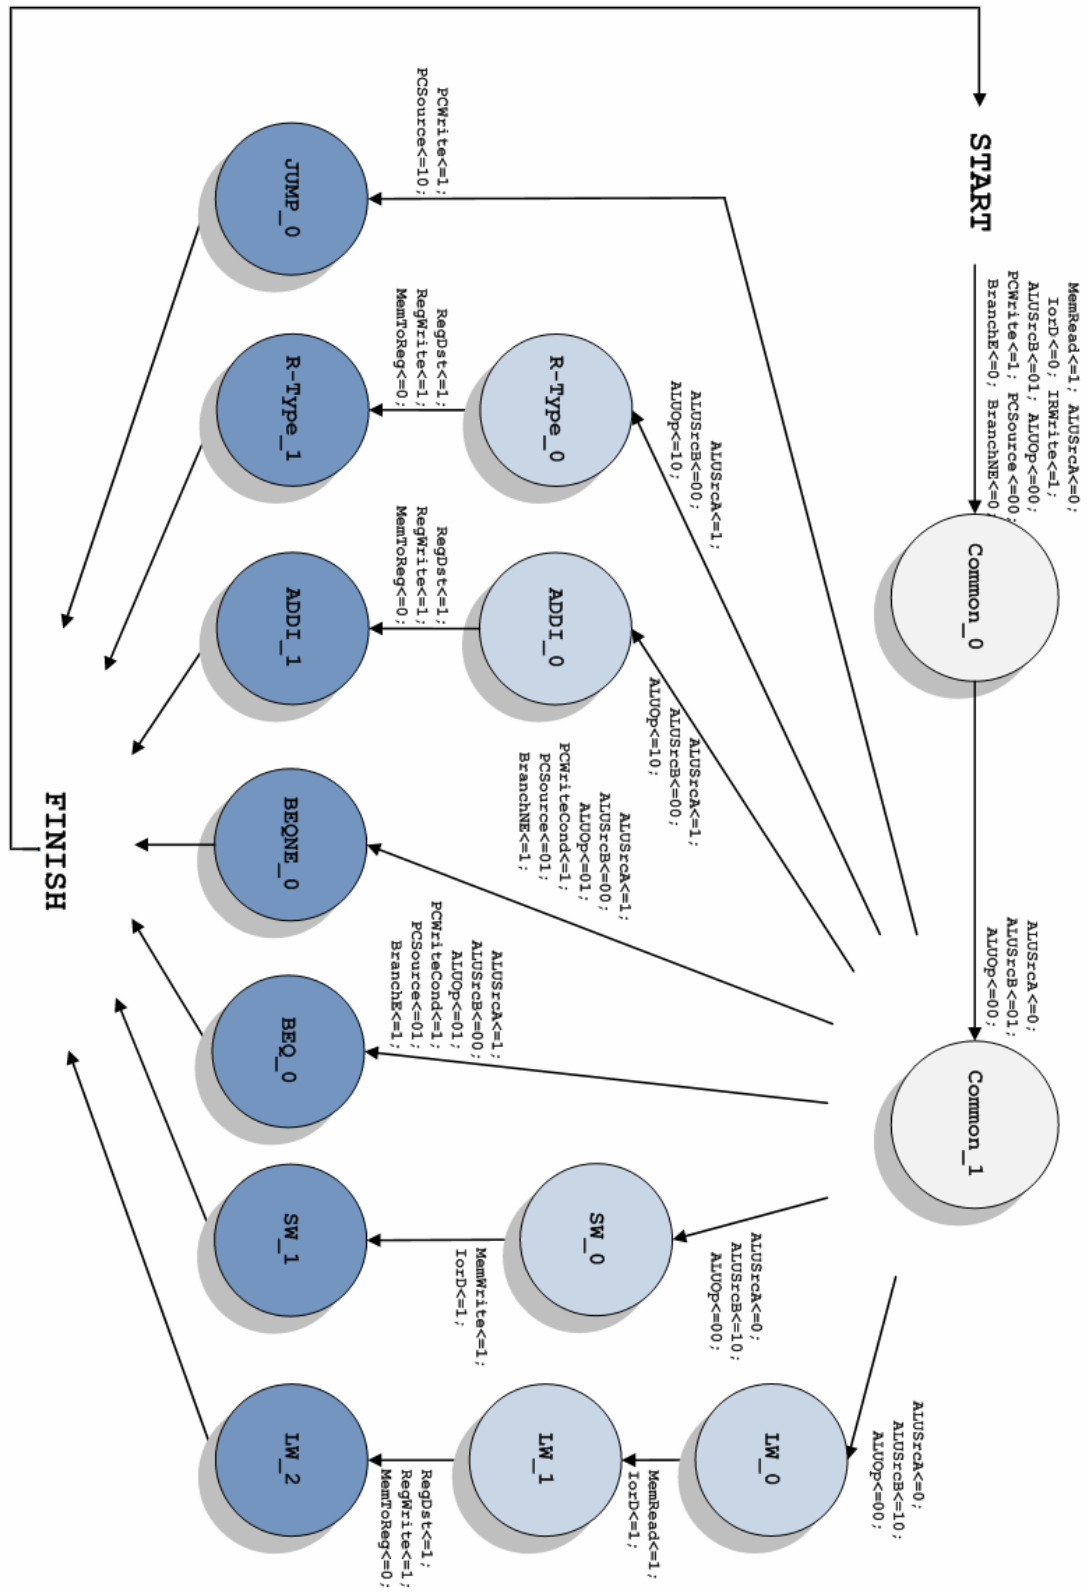 START
MemRead<=1; ALUSrcA<=0;
IorD<=0; IRWrite<=1;
ALUSrcB<=01; ALUOp<=00;
PCWrite<=1; PCSource<=00;
BranchE<=0; BranchNE<=0;
Common_0
ALUSrcA<=0;
ALUSrcB<=01;
ALUOp<=00;
Common_1
ALUSrcA<=0;
ALUSrcB<=10;
ALUOp<=00;
LW_0
MemRead<=1;
IorD<=1;
LW_1
RegDst<=1;
RegWrite<=1;
MemToReg<=0;
LW_2
ALUSrcA<=0;
ALUSrcB<=10;
ALUOp<=00;
SW_0
MemWrite<=1;
IorD<=1;
SW_1
ALUSrcA<=1;
ALUSrcB<=00;
ALUOp<=01;
PCWriteCond<=1;
PCSource<=01;
BranchE<=1;
BEQ_0
ALUSrcA<=1;
ALUSrcB<=00;
ALUOp<=01;
PCWriteCond<=1;
PCSource<=01;
BranchNE<=1;
BEQNE_0
ALUSrcA<=1;
ALUSrcB<=00;
ALUOp<=10;
ADDI_0
RegDst<=1;
RegWrite<=1;
MemToReg<=0;
ADDI_1
ALUSrcA<=1;
ALUSrcB<=00;
ALUOp<=10;
R-Type_0
RegDst<=1;
RegWrite<=1;
MemToReg<=0;
R-Type_1
PCWrite<=1;
PCSource<=10;
JUMP_0
FINISH